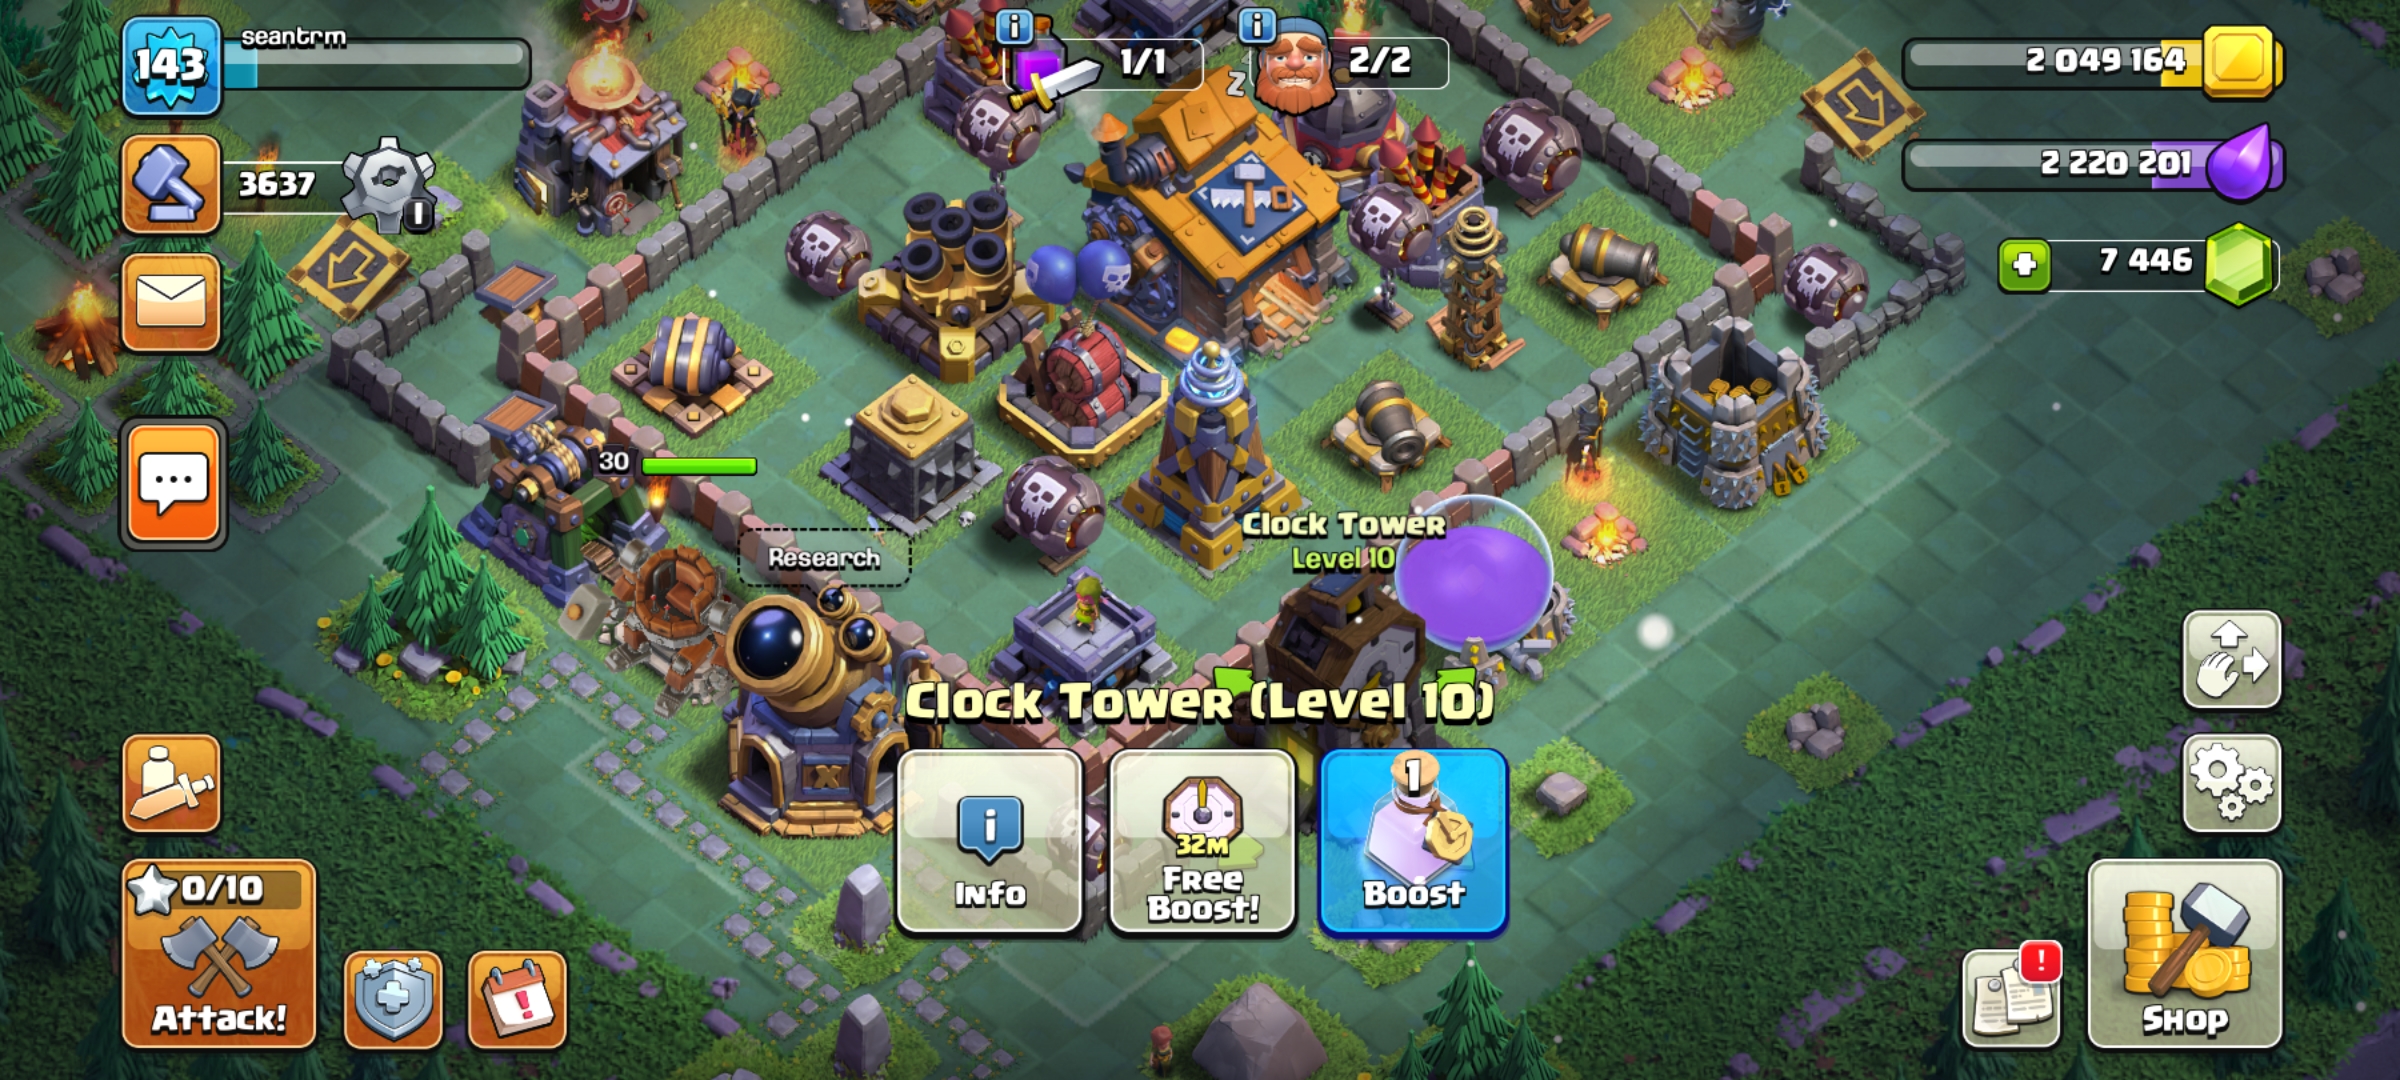 143
seantrm
1/1
2/2
2 049 164
3637
2 220 201
7 446
30
Research
Clock Tower
Level 10
Clock Tower (Level 10)
Info
32M
Free
Boost!
1
Boost
0/10
Attack!
Shop